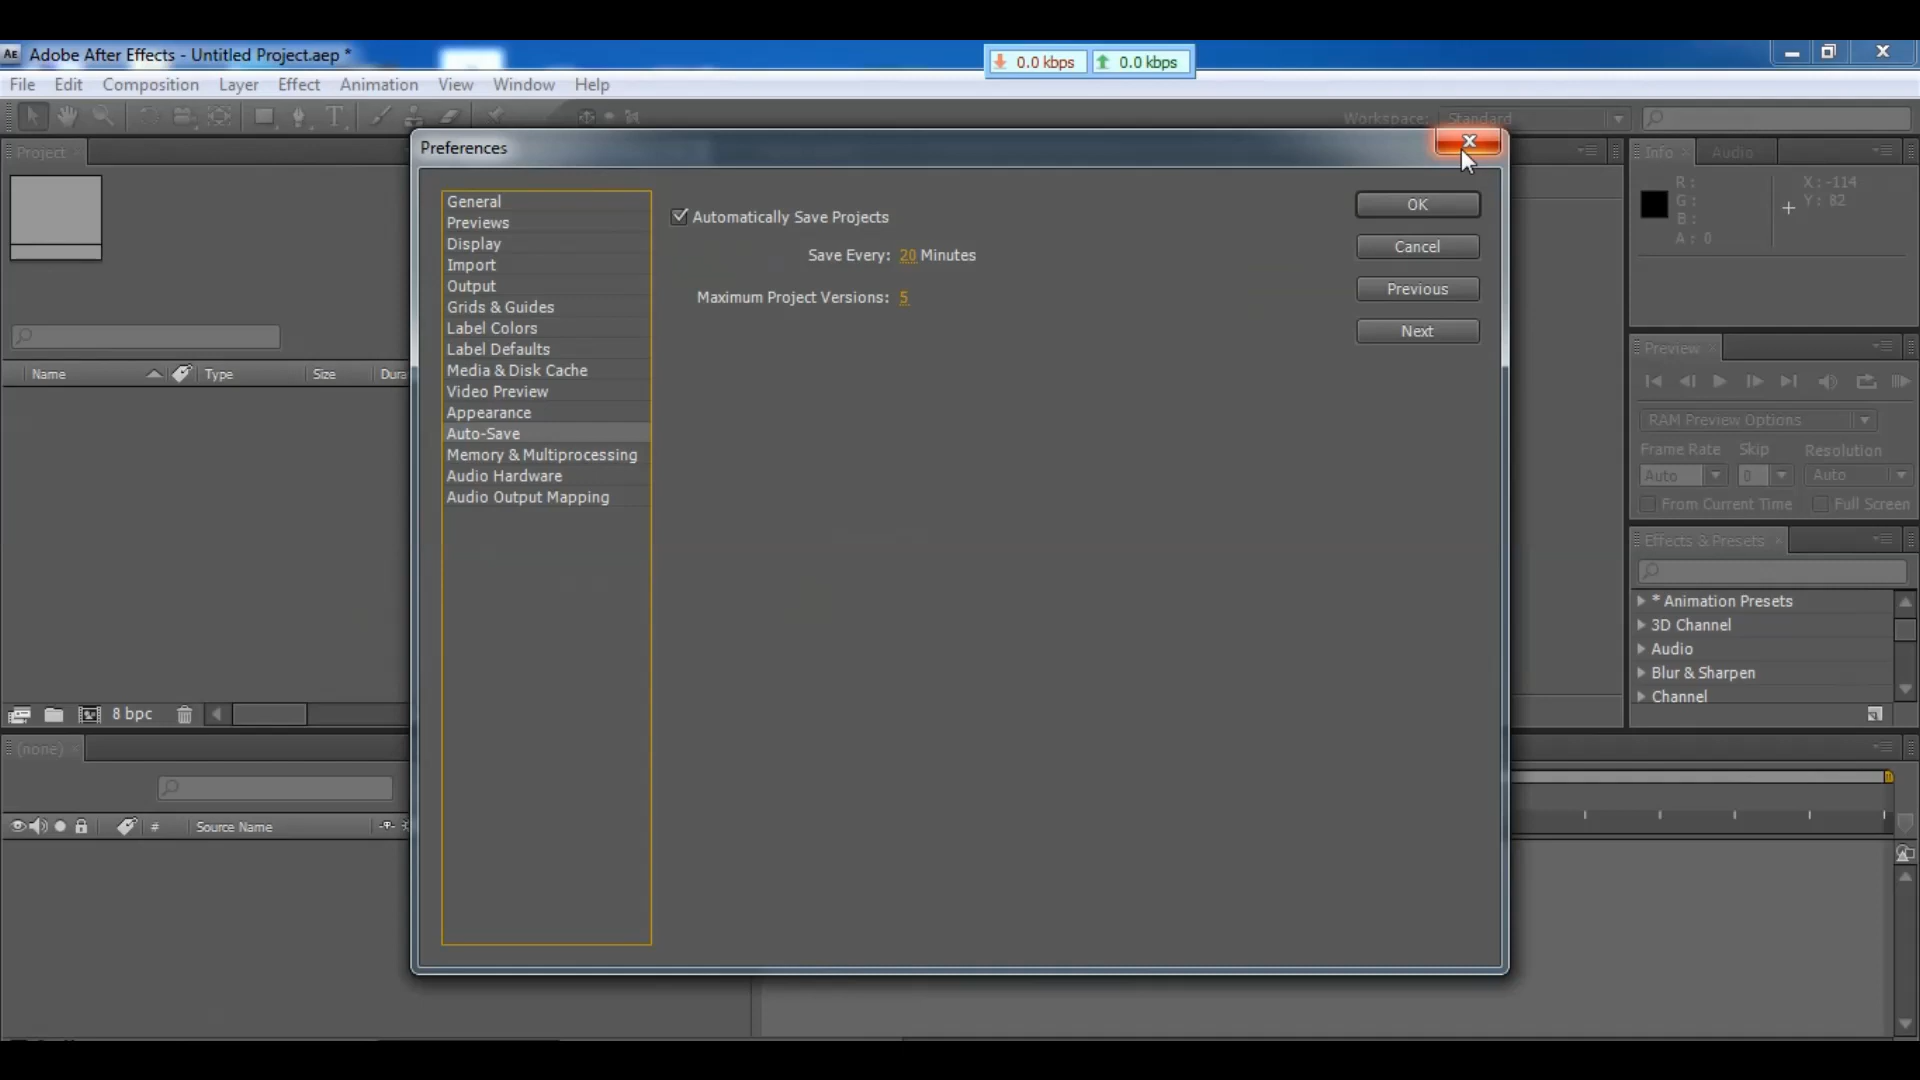 AE Adobe After Effects - Untitled Project.aep *
0.0 kbps 0.0 kbps
File Edit Composition Layer Effect Animation View Window Help
Workspace: Standard
Project
Preferences
Info Audio
General
Previews
Display
Import
Output
Grids & Guides
Label Colors
Label Defaults
Media & Disk Cache
Video Preview
Appearance
Auto-Save
Memory & Multiprocessing
Audio Hardware
Audio Output Mapping
Automatically Save Projects
Save Every: 20 Minutes
Maximum Project Versions: 5
OK
Cancel
Previous
Next
R : X : -114
G : Y : 82
B :
A : 0
Name Type Size Dura
Preview
RAM Preview Options
Frame Rate Skip Resolution
Auto 0 Auto
From Current Time Full Screen
Effects & Presets
* Animation Presets
3D Channel
Audio
Blur & Sharpen
Channel
8 bpc
(none)
# Source Name